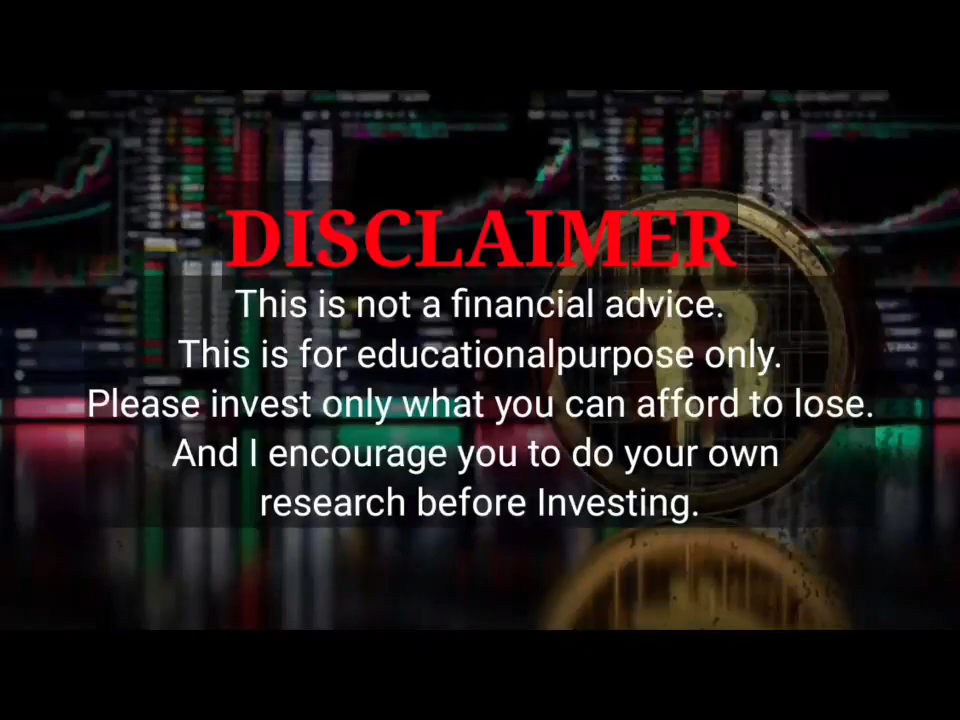 DISCLAIMER
This is not a financial advice.
This is for educationalpurpose only.
Please invest only what you can afford to lose.
And I encourage you to do your own
research before Investing.